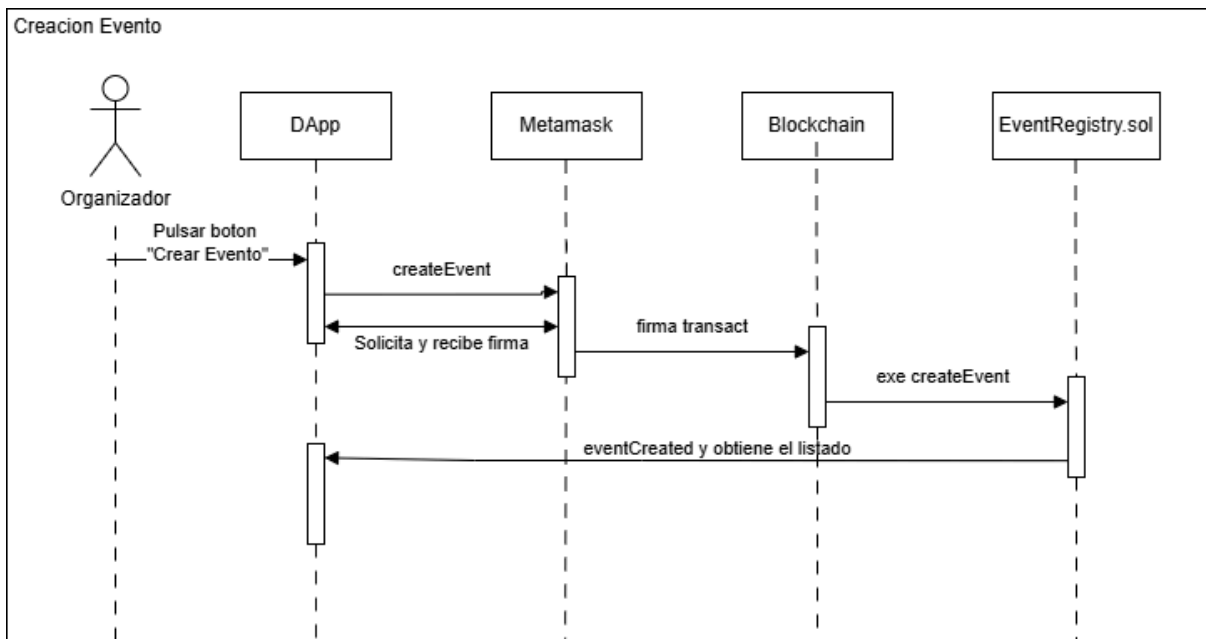 Creacion Evento
DApp
Metamask
Blockchain
EventRegistry.sol
Organizador
Pulsar boton
"Crear Evento"
createEvent
Solicita y recibe firma
firma transact
exe createEvent
eventCreated y obtiene el listado